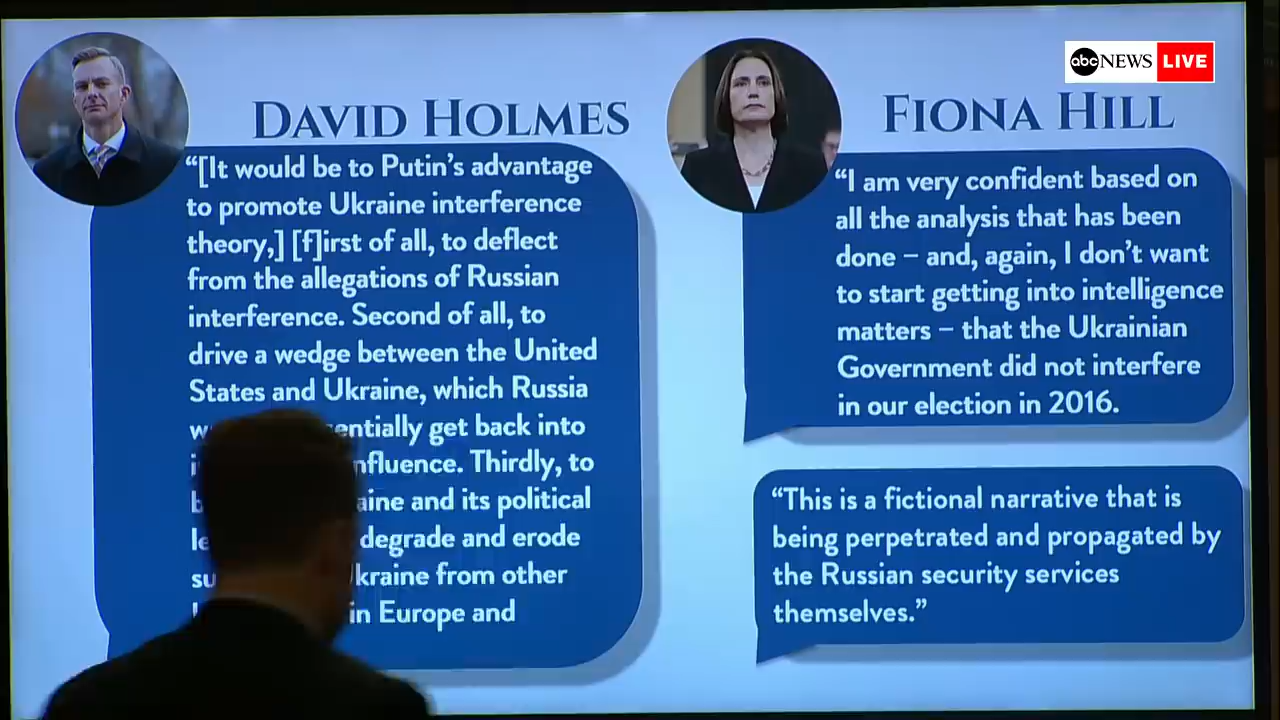 abc NEWS LIVE
DAVID HOLMES
“[It would be to Putin’s advantage
to promote Ukraine interference
theory,] [f]irst of all, to deflect
from the allegations of Russian
interference. Second of all, to
drive a wedge between the United
States and Ukraine, which Russia
get back into
Thirdly, to
and its political
degrade and erode
from other
in Europe and
FIONA HILL
“I am very confident based on
all the analysis that has been
done – and, again, I don’t want
to start getting into intelligence
matters – that the Ukrainian
Government did not interfere
in our election in 2016.
“This is a fictional narrative that is
being perpetrated and propagated by
the Russian security services
themselves.”